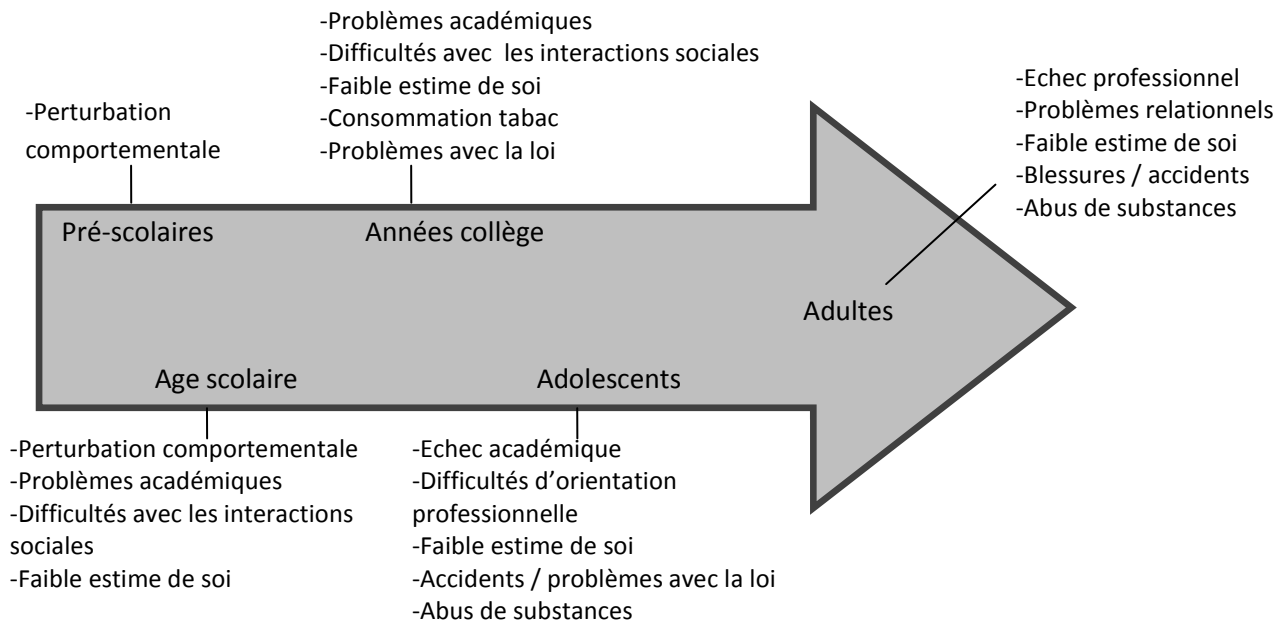 -Problèmes académiques
-Difficultés avec les interactions sociales
-Faible estime de soi
-Consommation tabac
-Problèmes avec la loi
-Perturbation
comportementale
-Echec professionnel
-Problèmes relationnels
-Faible estime de soi
-Blessures / accidents
-Abus de substances
Pré-scolaires
Années collège
Adultes
Age scolaire
Adolescents
-Perturbation comportementale
-Problèmes académiques
-Difficultés avec les interactions
sociales
-Faible estime de soi
-Echec académique
-Difficultés d’orientation
professionnelle
-Faible estime de soi
-Accidents / problèmes avec la loi
-Abus de substances